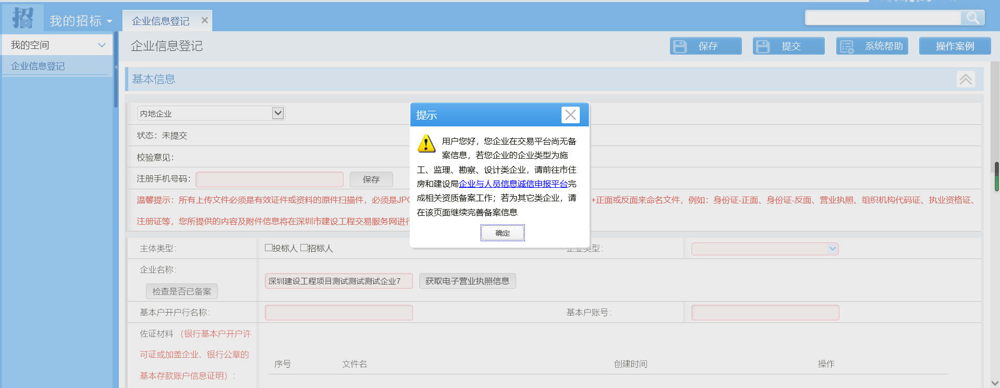 招
我的招标
企业信息登记
我的空间
企业信息登记
企业信息登记
保存
提交
系统帮助
操作案例
基本信息
内地企业
状态：未提交
校验意见：
注册手机号码：
保存
温馨提示：所有上传文件必须是有效证件或资料的原件扫描件，必须是JPG
+正面或反面来命名文件，例如：身份证-正面、身份证-反面、营业执照、组织机构代码证、执业资格证、
注册证等，您所提供的内容及附件信息将在深圳市建设工程交易服务网进行
提示
用户您好，您企业在交易平台尚无备
案信息，若您企业的企业类型为施
工、监理、勘察、设计类企业，请前往市住
房和建设局企业与人员信息诚信申报平台完
成相关资质备案工作；若为其它类企业，请
在该页面继续完善备案信息
确定
主体类型：
投标人 招标人
企业类型：
企业名称：
检查是否已备案
深圳建设工程项目测试测试测试企业7
获取电子营业执照信息
基本户开户行名称：
基本户账号：
佐证材料（银行基本户开户许
可证或加盖企业、银行公章的
基本存款账户信息证明）：
序号
文件名
创建时间
操作